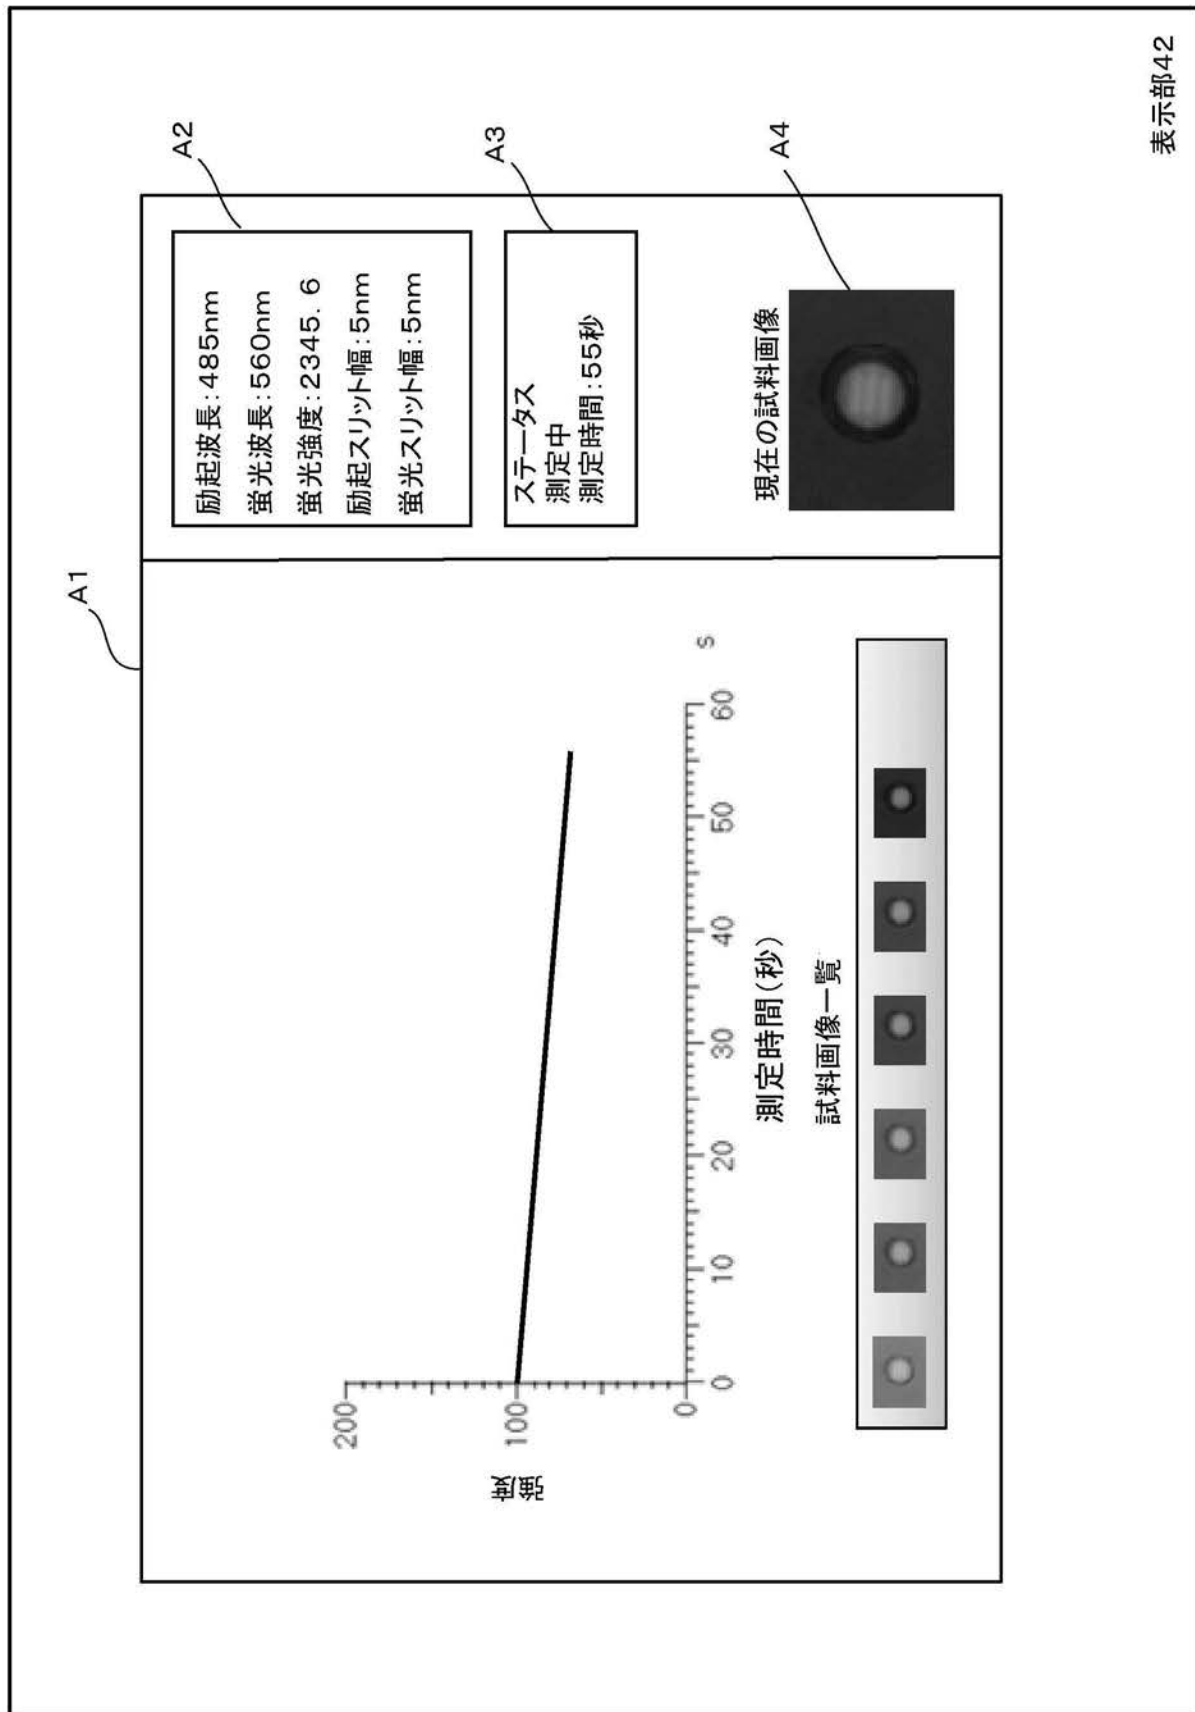 A1
A2
励起波長:485nm
蛍光波長:560nm
蛍光強度:2345.6
励起スリット幅:5nm
蛍光スリット幅:5nm
A3
ステータス
測定中
測定時間:55秒
現在の試料画像
A4
強度
200
100
0
0 10 20 30 40 50 60 s
測定時間(秒)
試料画像一覧
表示部42